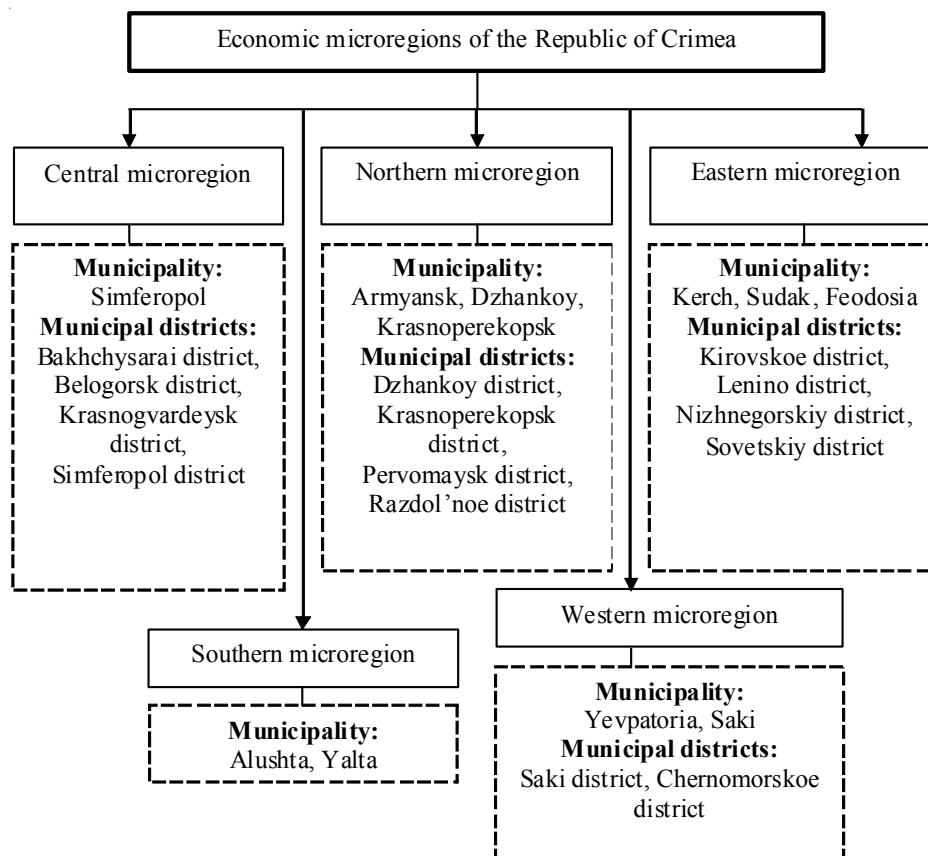 Economic microregions of the Republic of Crimea
Central microregion
Municipality:
Simferopol
Municipal districts:
Bakhchysarai district,
Belogorsk district,
Krasnogvardeysk
district,
Simferopol district
Northern microregion
Municipality:
Armyansk, Dzhankoy,
Krasnoperekopsk
Municipal districts:
Dzhankoy district,
Krasnoperekopsk
district,
Pervomaysk district,
Razdol’noe district
Eastern microregion
Municipality:
Kerch, Sudak, Feodosia
Municipal districts:
Kirovskoe district,
Lenino district,
Nizhnegorskiy district,
Sovetskiy district
Southern microregion
Municipality:
Alushta, Yalta
Western microregion
Municipality:
Yevpatoria, Saki
Municipal districts:
Saki district, Chernomorskoe
district